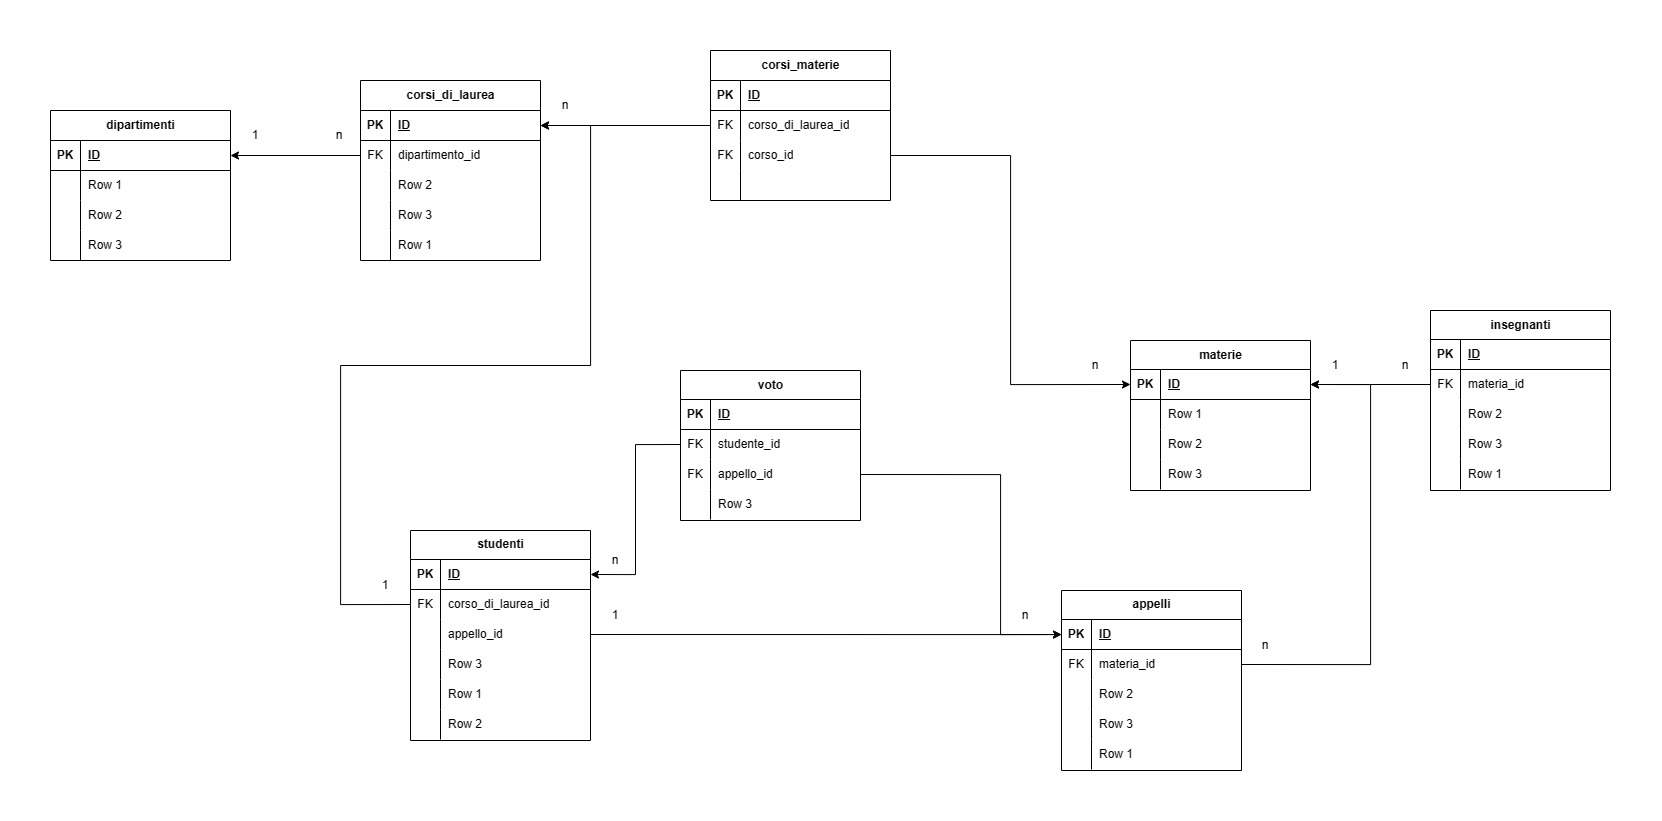 corsi_materie
PK ID
FK corso_di_laurea_id
FK corso_id
corsi_di_laurea
PK ID
FK dipartimento_id
Row 2
Row 3
Row 1
n
dipartimenti
PK ID
Row 1
Row 2
Row 3
1
n
insegnanti
PK ID
FK materia_id
Row 2
Row 3
Row 1
materie
PK ID
Row 1
Row 2
Row 3
n
1
n
voto
PK ID
FK studente_id
FK appello_id
Row 3
studenti
PK ID
FK corso_di_laurea_id
appello_id
Row 3
Row 1
Row 2
n
1
1
n
appelli
PK ID
FK materia_id
Row 2
Row 3
Row 1
n